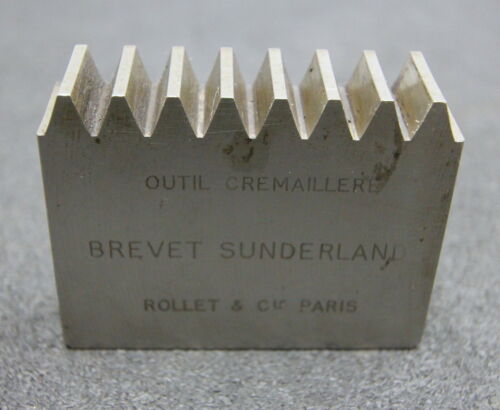 OUTIL CREMAILLERE
BREVET SUNDERLAND
ROLLET & Cie PARIS